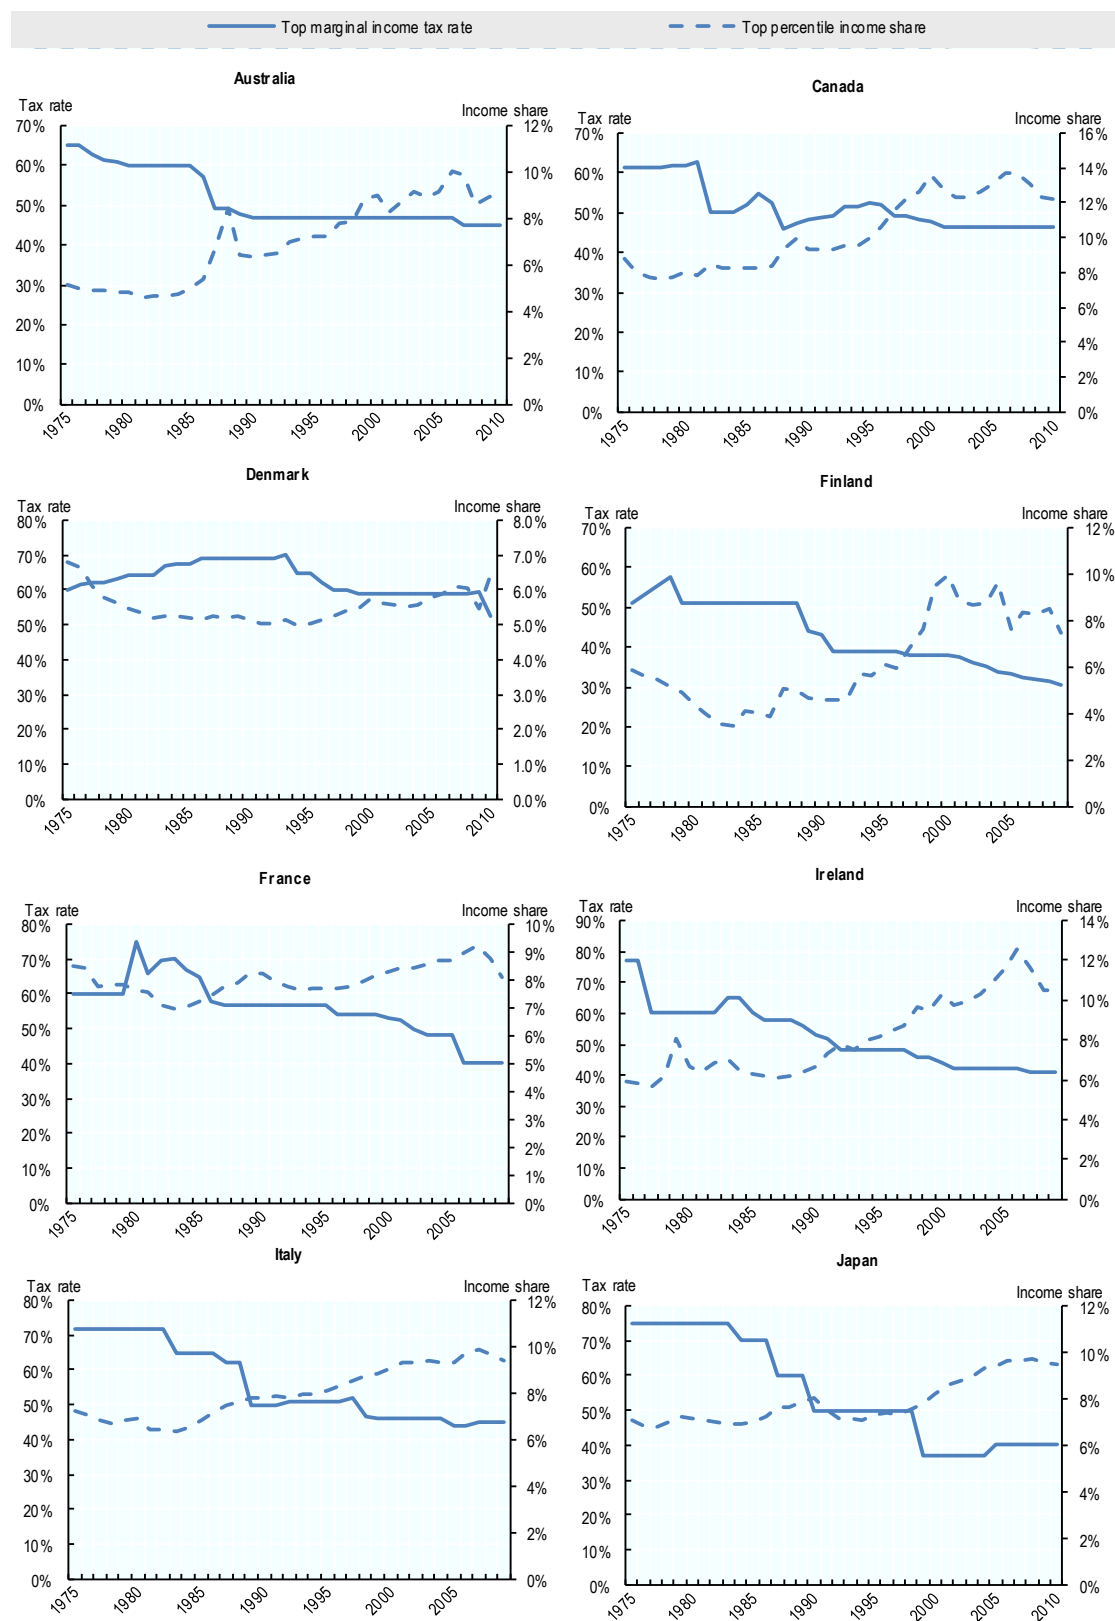 Top marginal income tax rate Top percentile income share
Australia
Tax rate Income share
70% 12%
60% 10%
50% 8%
40% 6%
30% 4%
20% 2%
10% 0%
0%
1975 1980 1985 1990 1995 2000 2005 2010
Canada
Tax rate Income share
70% 16%
60% 14%
50% 12%
40% 10%
30% 8%
20% 6%
10% 4%
0% 2%
0%
1975 1980 1985 1990 1995 2000 2005 2010
Denmark
Tax rate Income share
80% 8.0%
70% 7.0%
60% 6.0%
50% 5.0%
40% 4.0%
30% 3.0%
20% 2.0%
10% 1.0%
0% 0.0%
1975 1980 1985 1990 1995 2000 2005 2010
Finland
Tax rate Income share
70% 12%
60% 10%
50% 8%
40% 6%
30% 4%
20% 2%
10% 0%
0%
1975 1980 1985 1990 1995 2000 2005
France
Tax rate Income share
80% 10%
70% 9%
60% 8%
50% 7%
40% 6%
30% 5%
20% 4%
10% 3%
0% 2%
1%
0%
1975 1980 1985 1990 1995 2000 2005
Ireland
Tax rate Income share
90% 14%
80% 12%
70% 10%
60% 8%
50% 6%
40% 4%
30% 2%
20% 0%
10%
0%
1975 1980 1985 1990 1995 2000 2005
Italy
Tax rate Income share
80% 12%
70% 10%
60% 8%
50% 6%
40% 4%
30% 2%
20% 0%
10%
0%
1975 1980 1985 1990 1995 2000 2005
Japan
Tax rate Income share
80% 12%
70% 10%
60% 8%
50% 6%
40% 4%
30% 2%
20% 0%
10%
0%
1975 1980 1985 1990 1995 2000 2005 2010